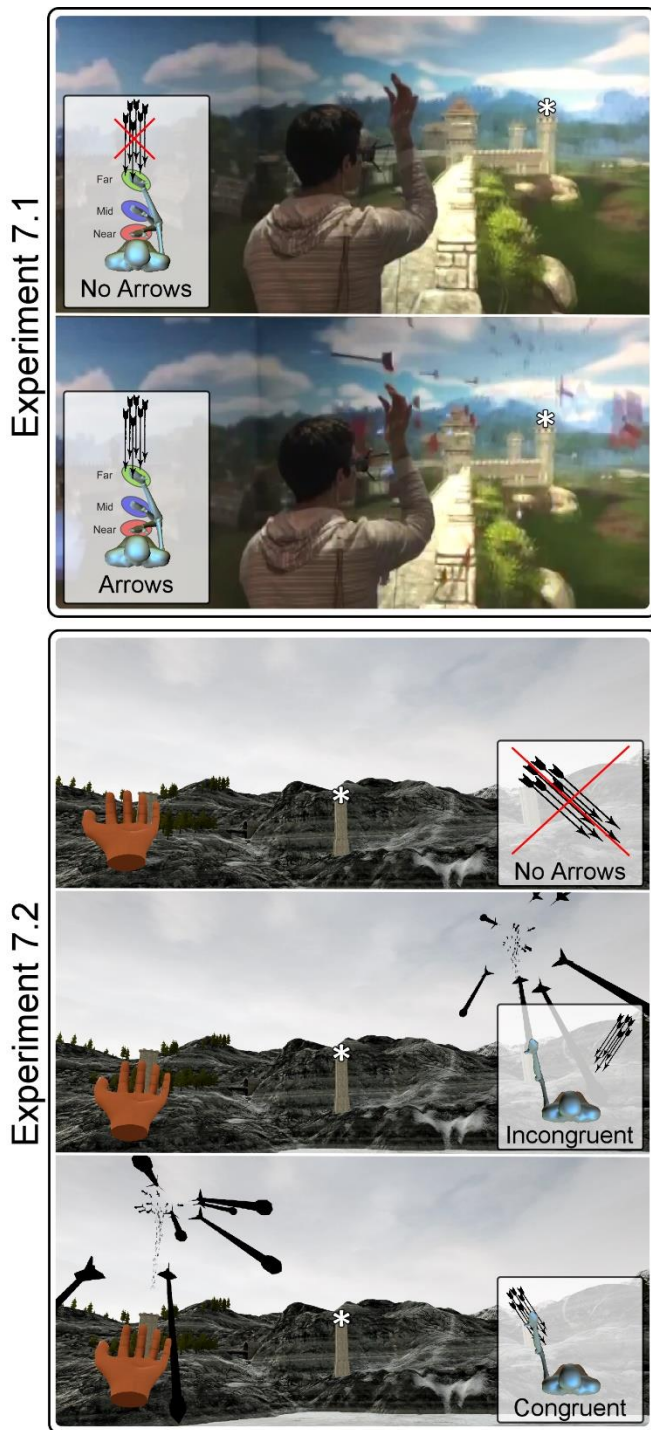 Experiment 7.1
Far
Mid
Near
No Arrows
*
Far
Mid
Near
Arrows
*
Experiment 7.2
*
No Arrows
*
Incongruent
*
Congruent